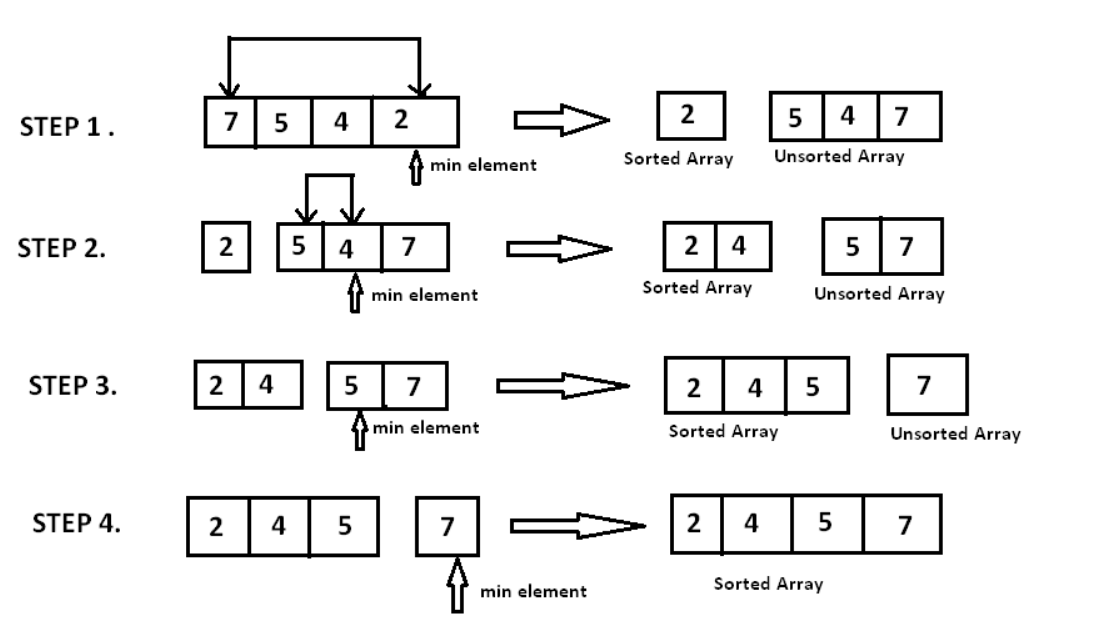 STEP 1 . 7 5 4 2 2 5 4 7
min element Sorted Array Unsorted Array
STEP 2. 2 5 4 7 2 4 5 7
min element Sorted Array Unsorted Array
STEP 3. 2 4 5 7 2 4 5 7
min element Sorted Array Unsorted Array
STEP 4. 2 4 5 7 2 4 5 7
min element Sorted Array